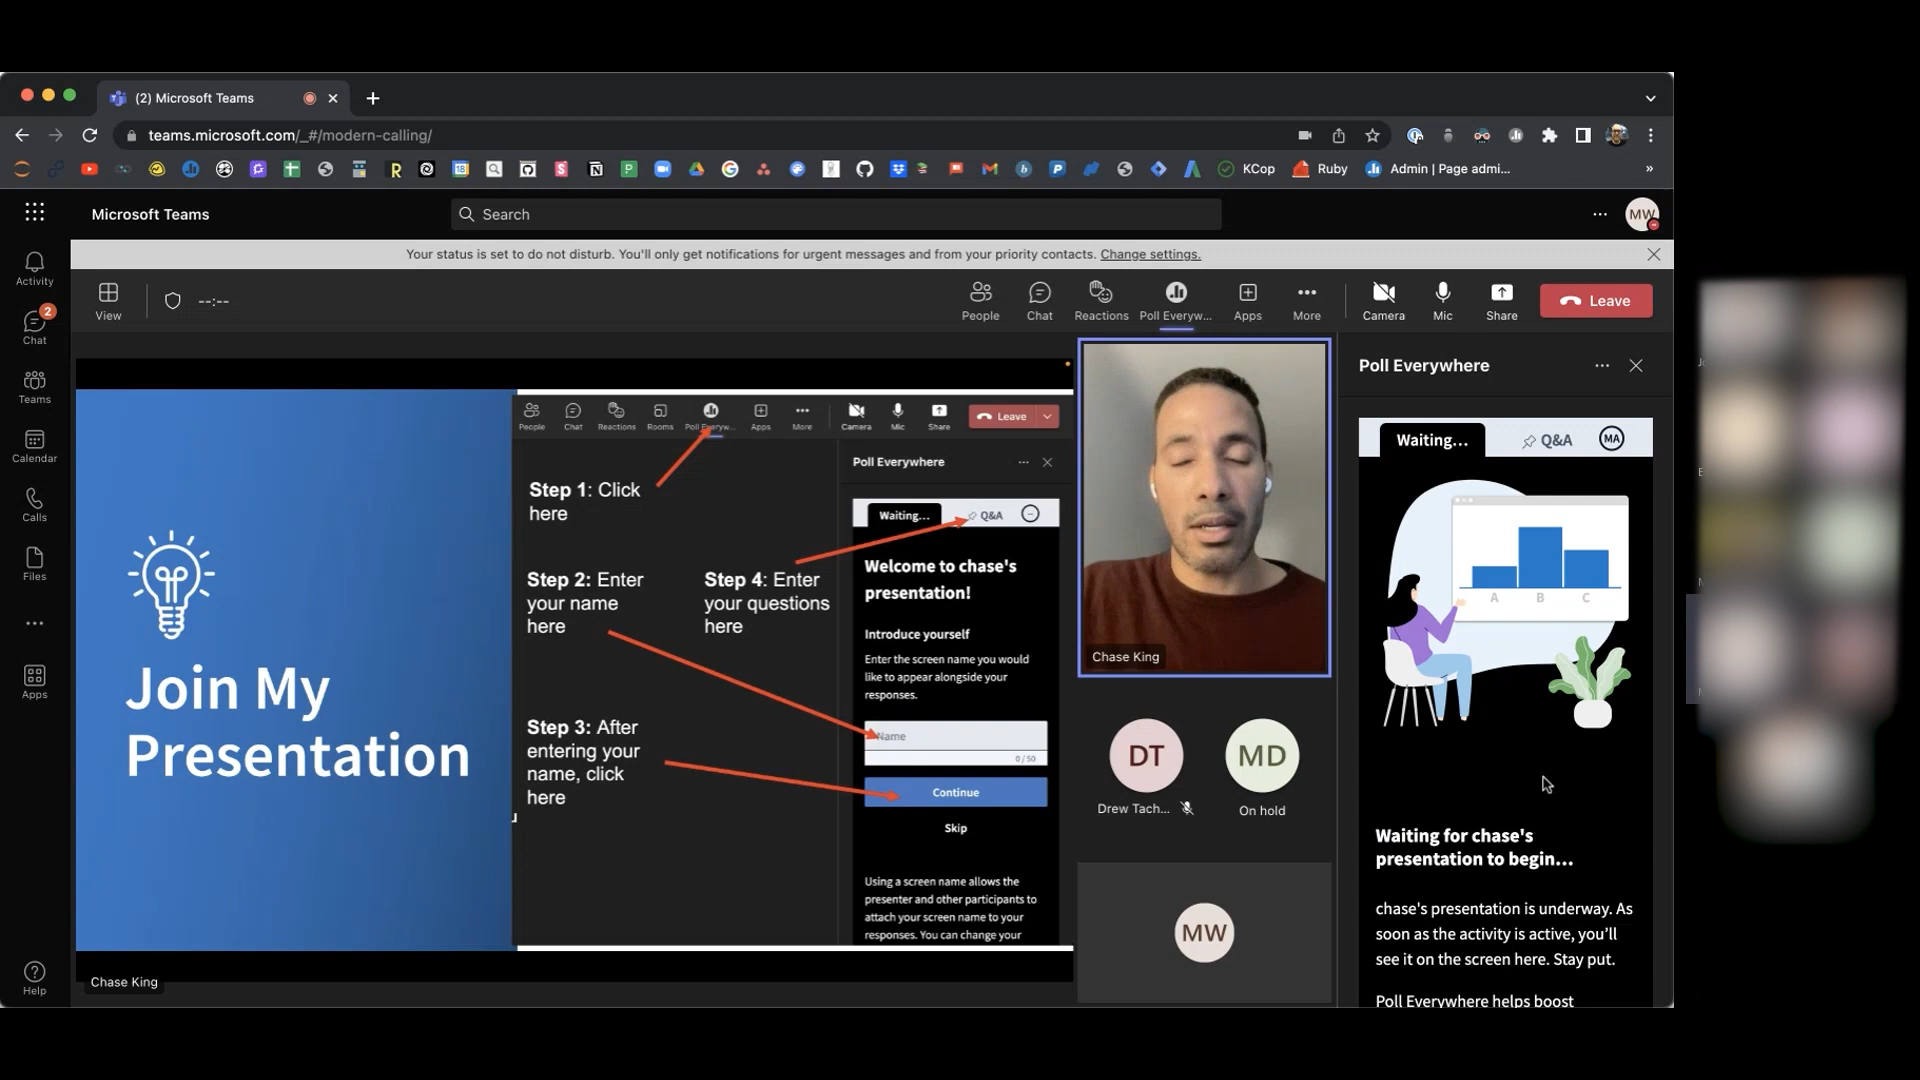 (2) Microsoft Teams
teams.microsoft.com/_#/modern-calling/
KCop
Ruby
Admin | Page admi...
»
Microsoft Teams
Search
MW
Your status is set to do not disturb. You'll only get notifications for urgent messages and from your priority contacts. Change settings.
Activity
2
Chat
Teams
Calendar
Calls
Files
Apps
Help
View
--:--
People
Chat
Reactions
Poll Everyw...
Apps
More
Camera
Mic
Share
Leave
Join My
Presentation
People
Chat
Reactions
Rooms
Poll Everyw...
Apps
More
Camera
Mic
Share
Leave
Step 1: Click
here
Step 2: Enter
your name
here
Step 3: After
entering your
name, click
here
Step 4: Enter
your questions
here
Poll Everywhere
Waiting...
Q&A
Welcome to chase's
presentation!
Introduce yourself
Enter the screen name you would
like to appear alongside your
responses.
Name
0 / 50
Continue
Skip
Using a screen name allows the
presenter and other participants to
attach your screen name to your
responses. You can change your
Chase King
Chase King
DT
Drew Tach...
MD
On hold
MW
Poll Everywhere
Waiting...
Q&A
MA
A B C
Waiting for chase's
presentation to begin...
chase's presentation is underway. As
soon as the activity is active, you'll
see it on the screen here. Stay put.
Poll Everywhere helps boost